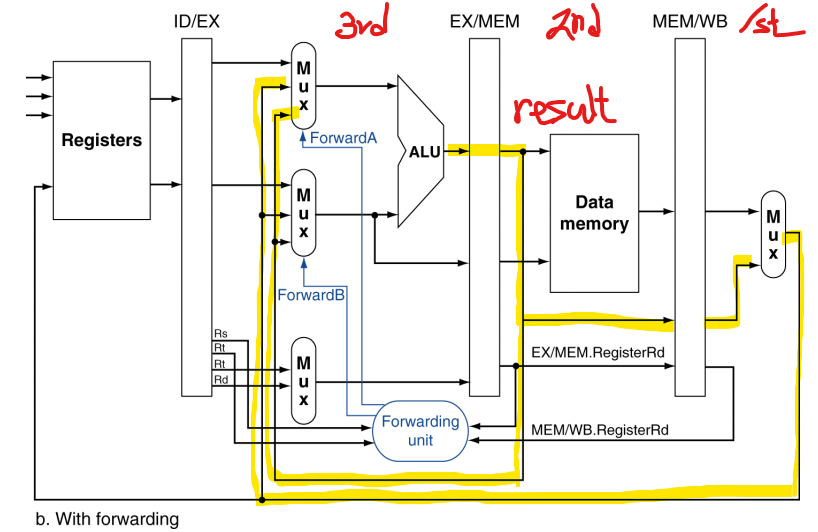 ID/EX
3rd
EX/MEM
2nd
MEM/WB
1st
result
Registers
Mux
ForwardA
ALU
Mux
ForwardB
Data
memory
Mux
Rs
Rt
Rt
Rd
Mux
EX/MEM.RegisterRd
Forwarding
unit
MEM/WB.RegisterRd
b. With forwarding